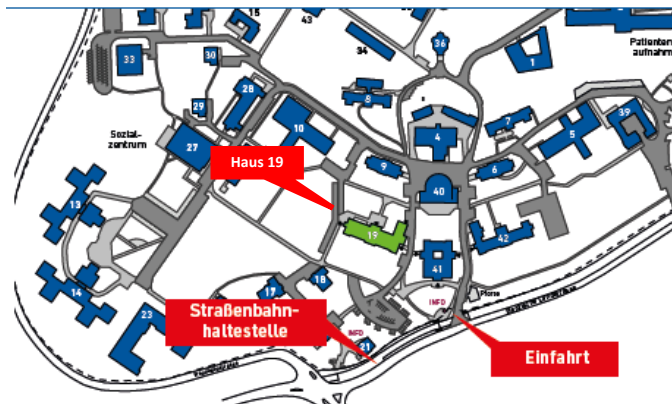 15
43
36
34
Patienten
aufnahm
1
33
30
8
28
29
7
39
10
4
5
Sozial-
zentrum
27
9
6
Haus 19
40
13
19
42
41
18
17
14
INFO
Pforte
Straßenbahn-
haltestelle
23
INFO
21
Einfahrt